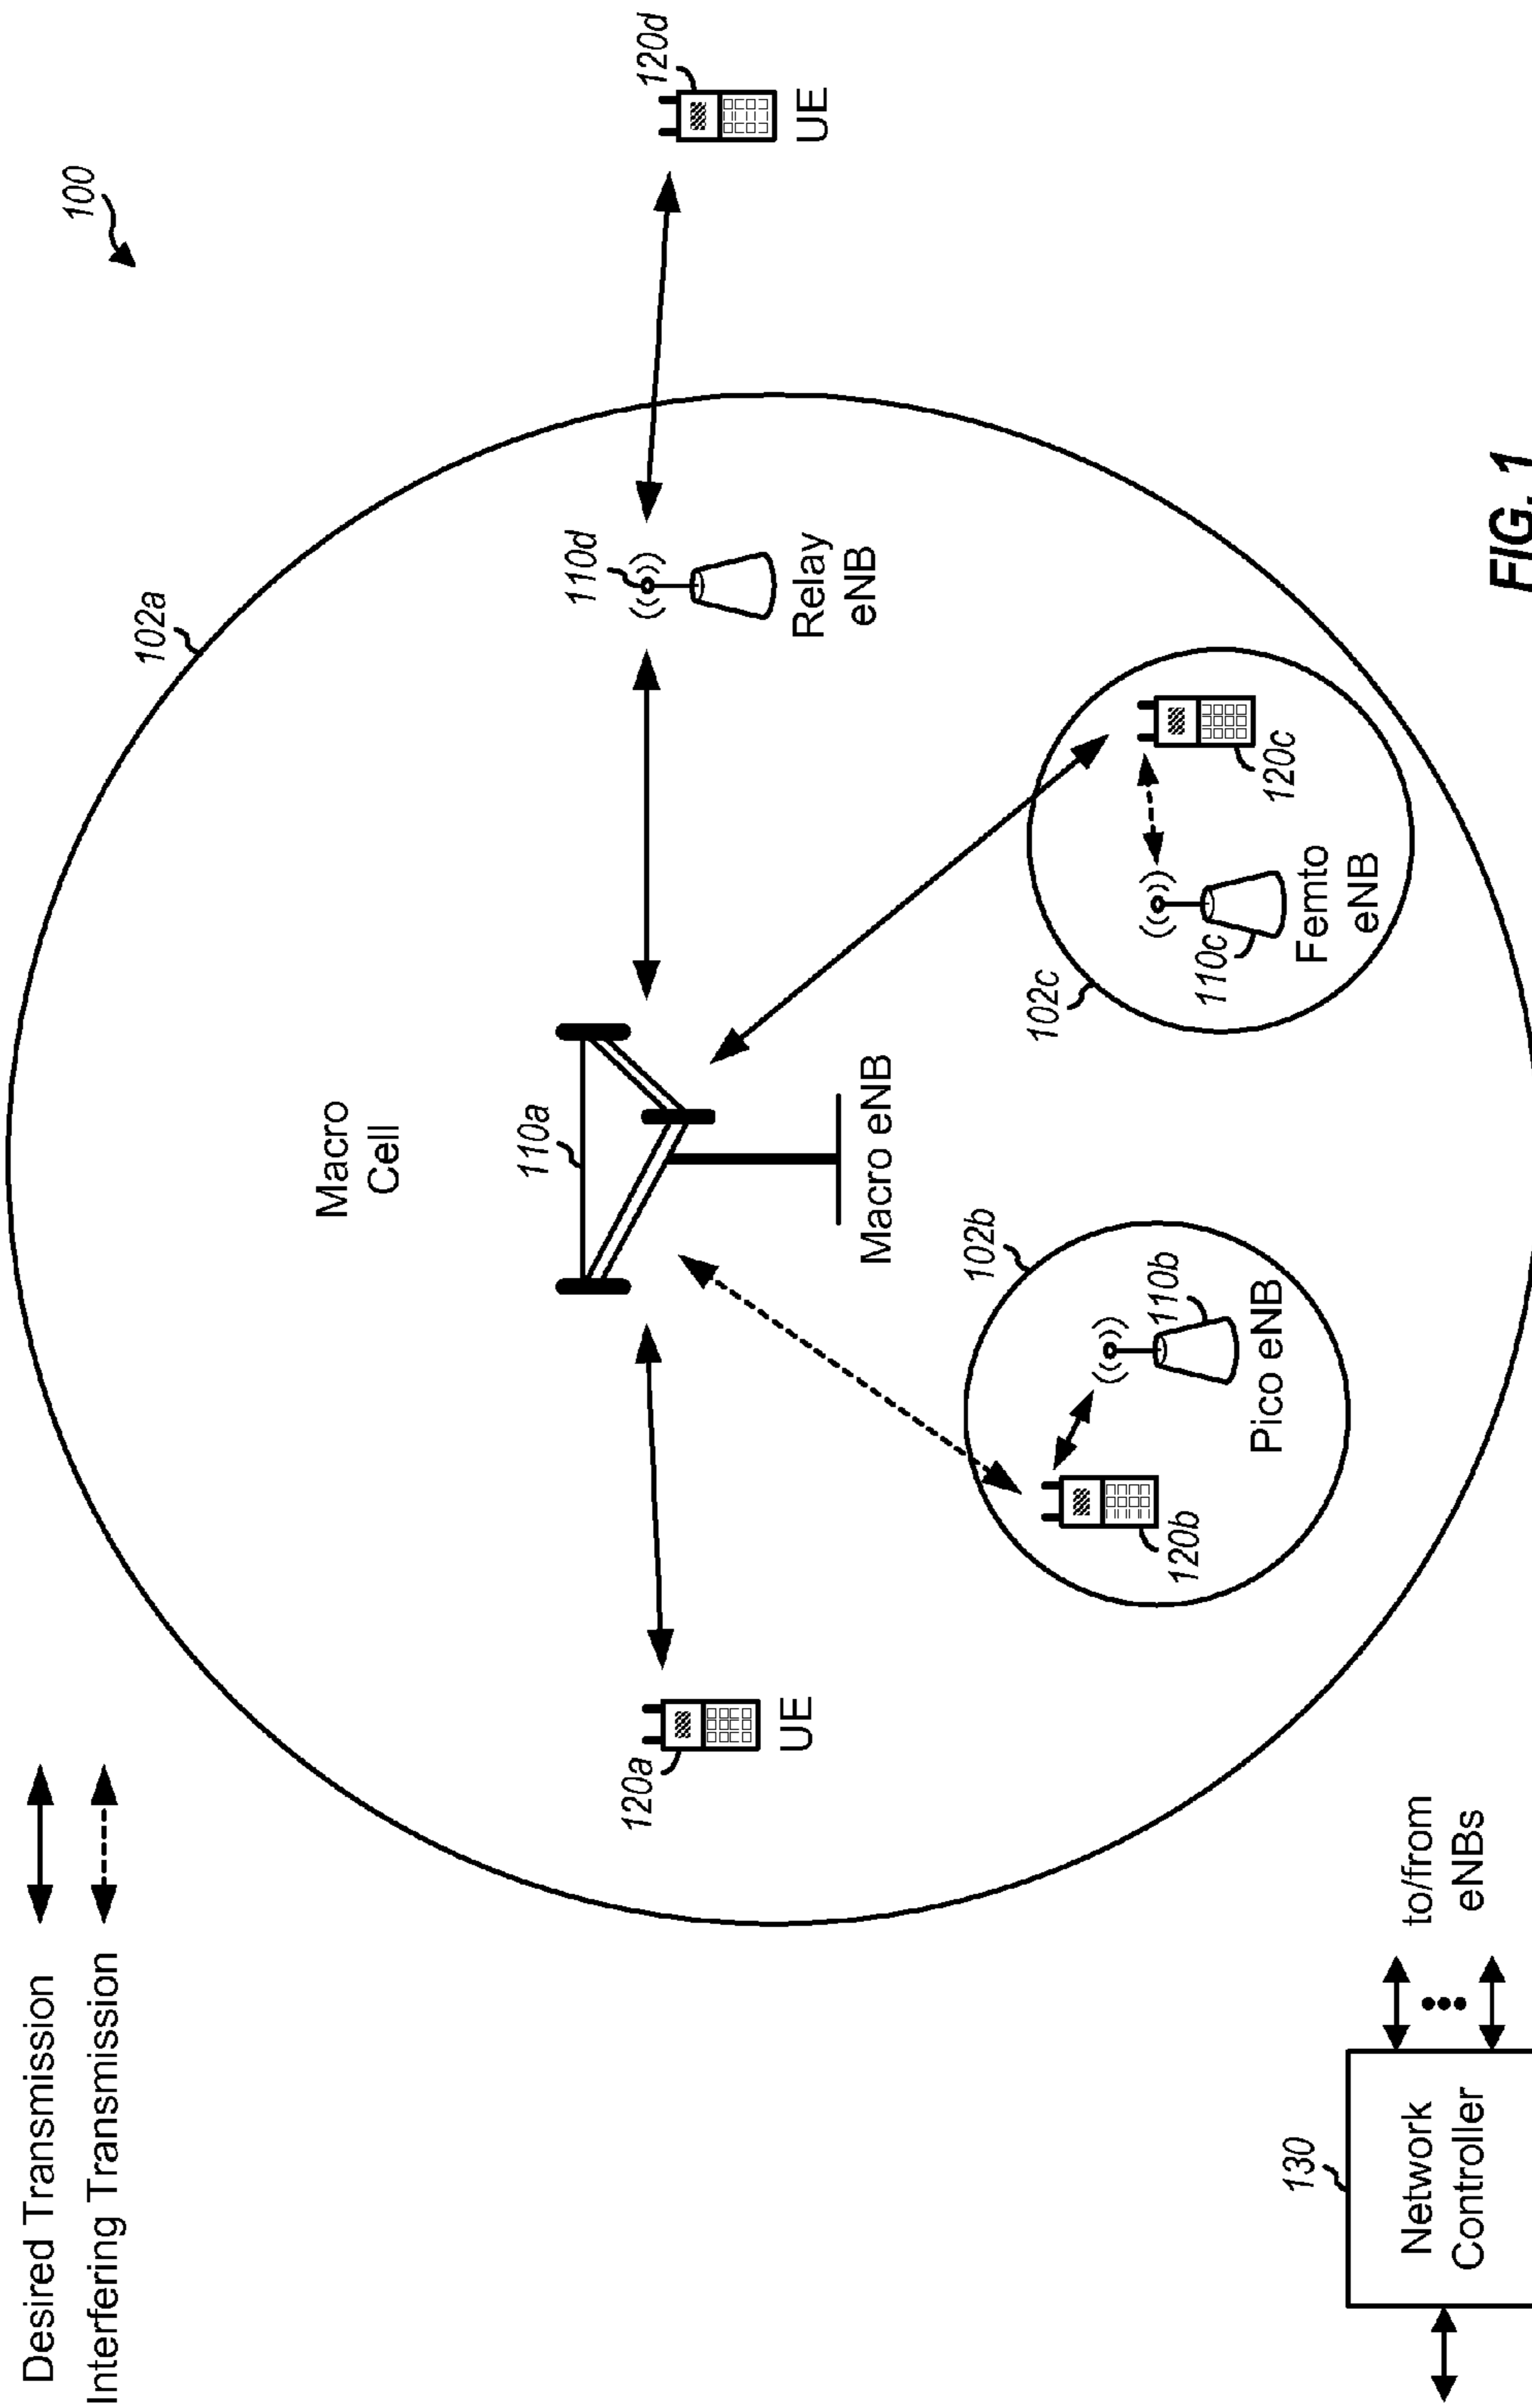 Desired Transmission
Interfering Transmission
100
102a
Macro
Cell
110a
110d
120a
120d
UE
UE
Relay
eNB
Macro eNB
102b
102c
110b
120b
Pico eNB
110c
120c
Femto
eNB
130
Network
Controller
to/from
eNBs
FIG. 1